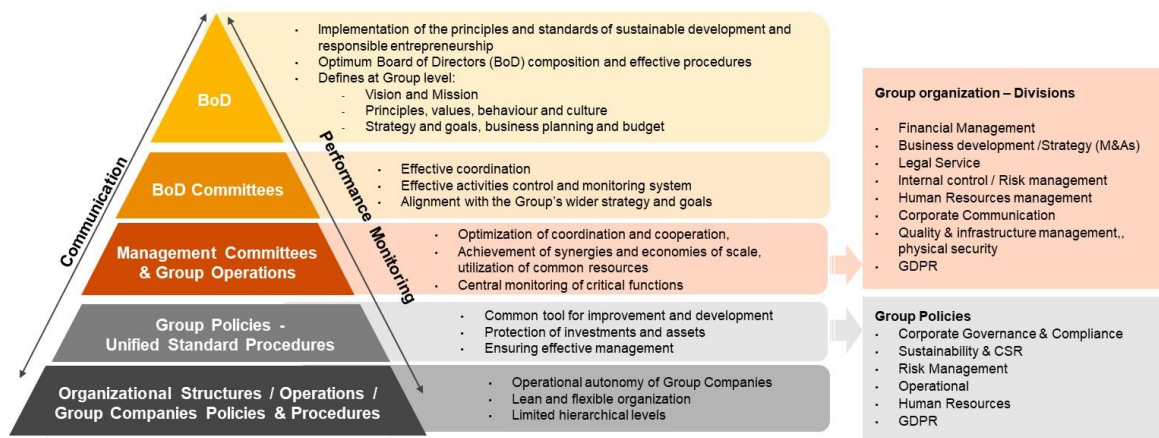 BoD
• Implementation of the principles and standards of sustainable development and
responsible entrepreneurship
• Optimum Board of Directors (BoD) composition and effective procedures
• Defines at Group level:
- Vision and Mission
- Principles, values, behaviour and culture
- Strategy and goals, business planning and budget
Communication
Performance Monitoring
BoD Committees
• Effective coordination
• Effective activities control and monitoring system
• Alignment with the Group's wider strategy and goals
Management Committees
& Group Operations
• Optimization of coordination and cooperation,
• Achievement of synergies and economies of scale,
utilization of common resources
• Central monitoring of critical functions
Group Policies -
Unified Standard Procedures
• Common tool for improvement and development
• Protection of investments and assets
• Ensuring effective management
Organizational Structures / Operations /
Group Companies Policies & Procedures
• Operational autonomy of Group Companies
• Lean and flexible organization
• Limited hierarchical levels
Group organization – Divisions
• Financial Management
• Business development /Strategy (M&As)
• Legal Service
• Internal control / Risk management
• Human Resources management
• Corporate Communication
• Quality & infrastructure management,,
physical security
• GDPR
Group Policies
• Corporate Governance & Compliance
• Sustainability & CSR
• Risk Management
• Operational
• Human Resources
• GDPR